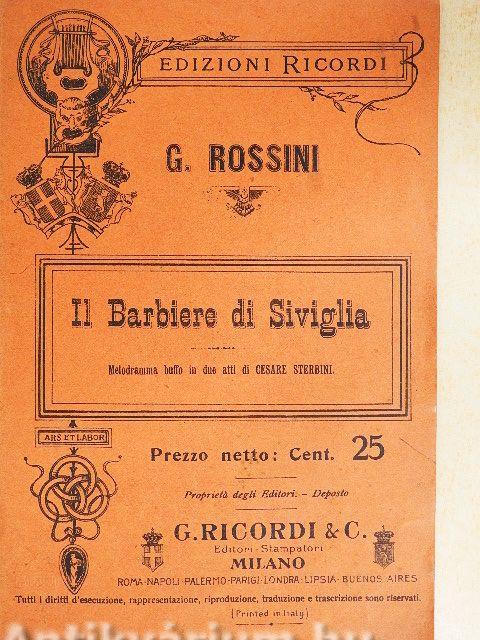 EDIZIONI RICORDI
G. ROSSINI
Il Barbiere di Siviglia
Melodramma buffo in due atti di CESARE STERBINI.
ARS ET LABOR
Prezzo netto: Cent. 25
Proprietà degli Editori. - Deposto
G. RICORDI & C.
Editori-Stampatori
MILANO
ROMA-NAPOLI-PALERMO-PARIGI-LONDRA-LIPSIA-BUENOS AIRES
Tutti i diritti d'esecuzione, rappresentazione, riproduzione, traduzione e trascrizione sono riservati.
(Printed in Italy)